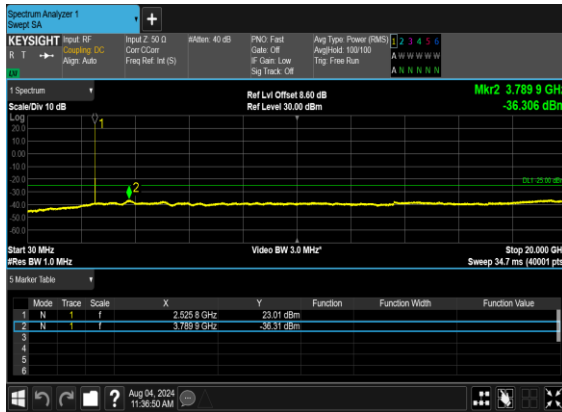 Spectrum Analyzer 1
Swept SA
+
KEYSIGHT Input: RF Input Z: 50 Ω #Atten: 40 dB PNO: Fast Avg Type: Power (RMS) 1 2 3 4 5 6
R T Coupling: DC Corr CCorr Gate: Off Avg|Hold: 100/100 A W W W W W
Align: Auto Freq Ref: Int (S) IF Gain: Low Trig: Free Run
Sig Track: Off A N N N N N
LXI
1 Spectrum Ref Lvl Offset 8.60 dB Mkr2 3.789 9 GHz
Scale/Div 10 dB Ref Level 30.00 dBm -36.306 dBm
Log
20.0
10.0
0.00
-10.0
-20.0
-30.0
-40.0
-50.0
-60.0
1
2
DL1 -25.00 dBm
Start 30 MHz Video BW 3.0 MHz* Stop 20.000 GHz
#Res BW 1.0 MHz Sweep 34.7 ms (40001 pts)
5 Marker Table
Mode Trace Scale X Y Function Function Width Function Value
1 N 1 f 2.525 8 GHz 23.01 dBm
2 N 1 f 3.789 9 GHz -36.31 dBm
3
4
5
6
? Aug 04, 2024
11:36:50 AM